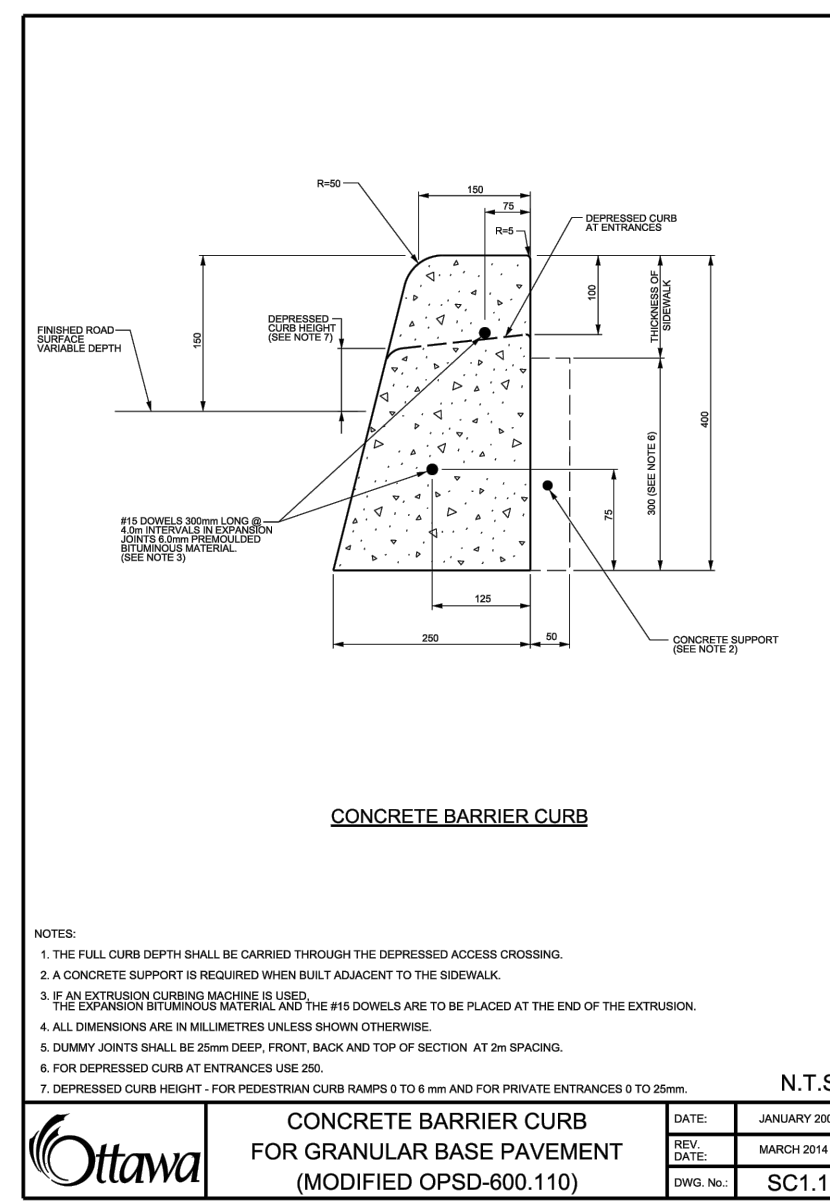 R=50
150
75
R=5
DEPRESSED CURB
AT ENTRANCES
FINISHED ROAD
SURFACE
VARIABLE DEPTH
150
DEPRESSED
CURB HEIGHT
(SEE NOTE 7)
100
THICKNESS OF
SIDEWALK
400
300 (SEE NOTE 6)
75
#15 DOWELS 300mm LONG @
4.0m INTERVALS IN EXPANSION
JOINTS 6.0mm PREMOULDED
BITUMINOUS MATERIAL.
(SEE NOTE 3)
125
250
50
CONCRETE SUPPORT
(SEE NOTE 2)
CONCRETE BARRIER CURB
NOTES:
1. THE FULL CURB DEPTH SHALL BE CARRIED THROUGH THE DEPRESSED ACCESS CROSSING.
2. A CONCRETE SUPPORT IS REQUIRED WHEN BUILT ADJACENT TO THE SIDEWALK.
3. IF AN EXTRUSION CURBING MACHINE IS USED,
THE EXPANSION BITUMINOUS MATERIAL AND THE #15 DOWELS ARE TO BE PLACED AT THE END OF THE EXTRUSION.
4. ALL DIMENSIONS ARE IN MILLIMETRES UNLESS SHOWN OTHERWISE.
5. DUMMY JOINTS SHALL BE 25mm DEEP, FRONT, BACK AND TOP OF SECTION AT 2m SPACING.
6. FOR DEPRESSED CURB AT ENTRANCES USE 250.
7. DEPRESSED CURB HEIGHT - FOR PEDESTRIAN CURB RAMPS 0 TO 6 mm AND FOR PRIVATE ENTRANCES 0 TO 25mm.
N.T.S
Ottawa
CONCRETE BARRIER CURB
FOR GRANULAR BASE PAVEMENT
(MODIFIED OPSD-600.110)
DATE:
JANUARY 200
REV.
DATE:
MARCH 2014
DWG. No.:
SC1.1